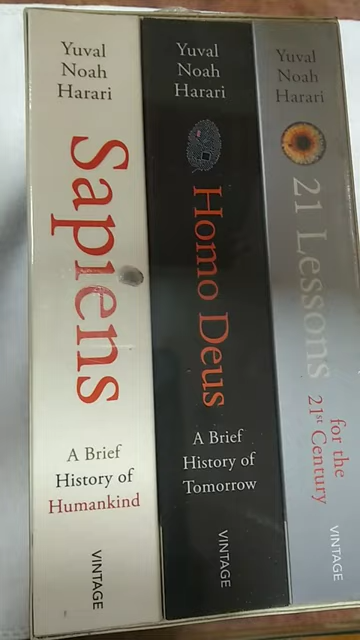 Yuval
Noah
Harari
Sapiens
A Brief
History of
Humankind
VINTAGE
Yuval
Noah
Harari
Homo Deus
A Brief
History of
Tomorrow
VINTAGE
Yuval
Noah
Harari
21 Lessons
for the
21st Century
VINTAGE